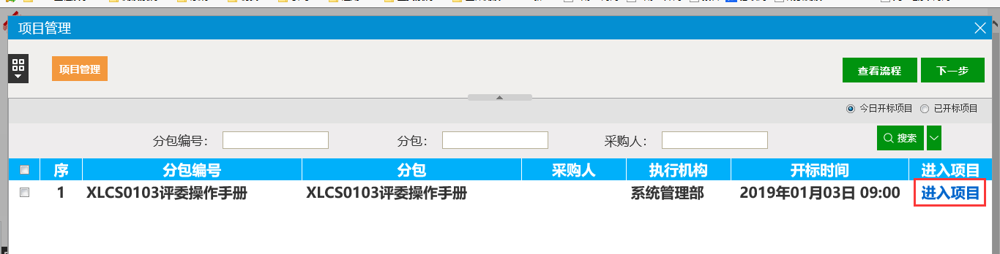 项目管理
项目管理
查看流程 下一步
今日开标项目 已开标项目
分包编号： 分包： 采购人： 搜索
序 分包编号 分包 采购人 执行机构 开标时间 进入项目
1 XLCS0103评委操作手册 XLCS0103评委操作手册 系统管理部 2019年01月03日 09:00 进入项目